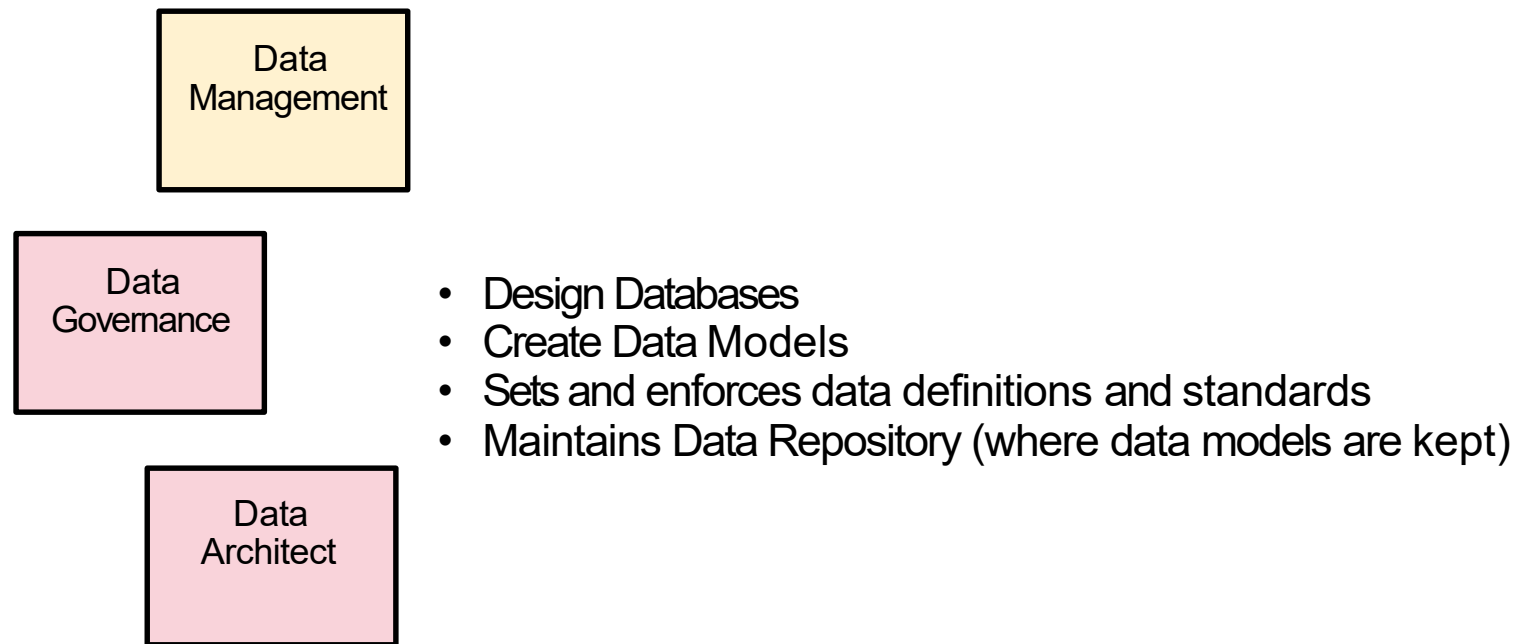 Data
Management
Data
Governance
• Design Databases
• Create Data Models
• Sets and enforces data definitions and standards
• Maintains Data Repository (where data models are kept)
Data
Architect